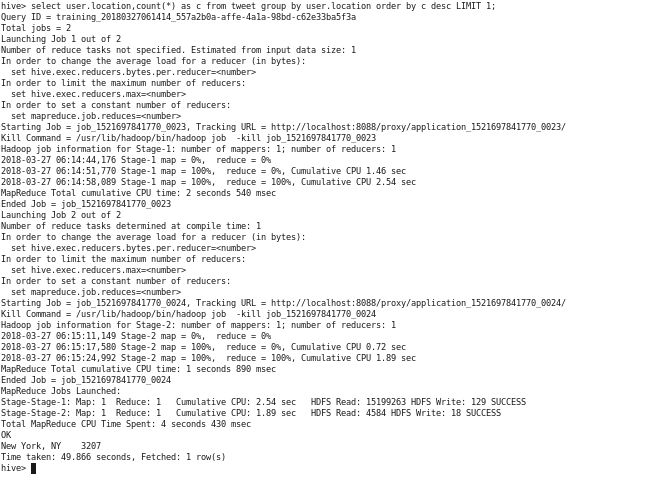 hive> select user.location,count(*) as c from tweet group by user.location order by c desc LIMIT 1;
Query ID = training_20180327061414_557a2b0a-affe-4a1a-98bd-c62e33ba5f3a
Total jobs = 2
Launching Job 1 out of 2
Number of reduce tasks not specified. Estimated from input data size: 1
In order to change the average load for a reducer (in bytes):
  set hive.exec.reducers.bytes.per.reducer=<number>
In order to limit the maximum number of reducers:
  set hive.exec.reducers.max=<number>
In order to set a constant number of reducers:
  set mapreduce.job.reduces=<number>
Starting Job = job_1521697841770_0023, Tracking URL = http://localhost:8088/proxy/application_1521697841770_0023/
Kill Command = /usr/lib/hadoop/bin/hadoop job  -kill job_1521697841770_0023
Hadoop job information for Stage-1: number of mappers: 1; number of reducers: 1
2018-03-27 06:14:44,176 Stage-1 map = 0%,  reduce = 0%
2018-03-27 06:14:51,770 Stage-1 map = 100%,  reduce = 0%, Cumulative CPU 1.46 sec
2018-03-27 06:14:58,089 Stage-1 map = 100%,  reduce = 100%, Cumulative CPU 2.54 sec
MapReduce Total cumulative CPU time: 2 seconds 540 msec
Ended Job = job_1521697841770_0023
Launching Job 2 out of 2
Number of reduce tasks determined at compile time: 1
In order to change the average load for a reducer (in bytes):
  set hive.exec.reducers.bytes.per.reducer=<number>
In order to limit the maximum number of reducers:
  set hive.exec.reducers.max=<number>
In order to set a constant number of reducers:
  set mapreduce.job.reduces=<number>
Starting Job = job_1521697841770_0024, Tracking URL = http://localhost:8088/proxy/application_1521697841770_0024/
Kill Command = /usr/lib/hadoop/bin/hadoop job  -kill job_1521697841770_0024
Hadoop job information for Stage-2: number of mappers: 1; number of reducers: 1
2018-03-27 06:15:11,149 Stage-2 map = 0%,  reduce = 0%
2018-03-27 06:15:17,580 Stage-2 map = 100%,  reduce = 0%, Cumulative CPU 0.72 sec
2018-03-27 06:15:24,992 Stage-2 map = 100%,  reduce = 100%, Cumulative CPU 1.89 sec
MapReduce Total cumulative CPU time: 1 seconds 890 msec
Ended Job = job_1521697841770_0024
MapReduce Jobs Launched:
Stage-Stage-1: Map: 1  Reduce: 1   Cumulative CPU: 2.54 sec   HDFS Read: 15199263 HDFS Write: 129 SUCCESS
Stage-Stage-2: Map: 1  Reduce: 1   Cumulative CPU: 1.89 sec   HDFS Read: 4584 HDFS Write: 18 SUCCESS
Total MapReduce CPU Time Spent: 4 seconds 430 msec
OK
New York, NY    3207
Time taken: 49.866 seconds, Fetched: 1 row(s)
hive>